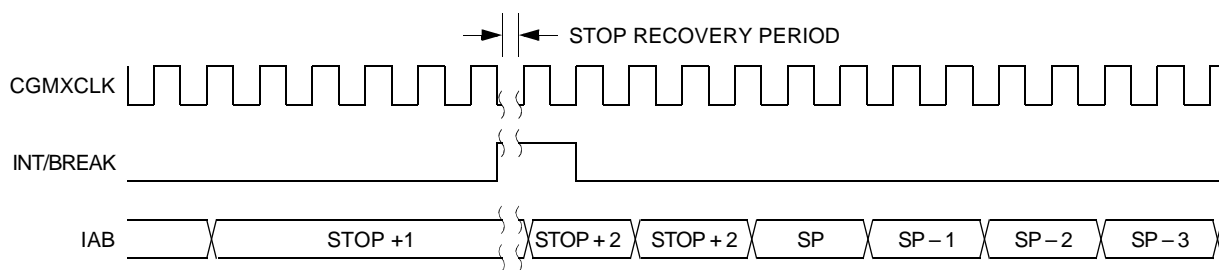 STOP RECOVERY PERIOD
CGMXCLK
INT/BREAK
IAB STOP +1 STOP + 2 STOP + 2 SP SP – 1 SP – 2 SP – 3